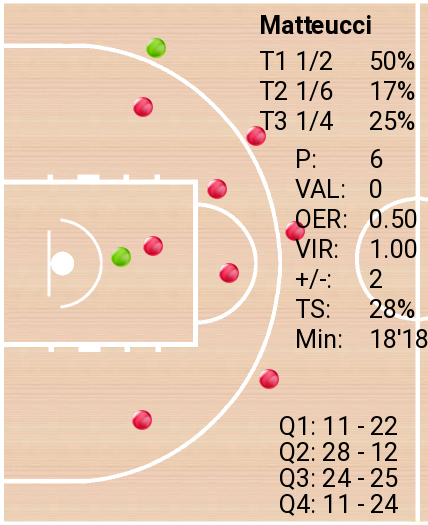 Matteucci
T1 1/2 50%
T2 1/6 17%
T3 1/4 25%
P: 6
VAL: 0
OER: 0.50
VIR: 1.00
+/-: 2
TS: 28%
Min: 18'18
Q1: 11 - 22
Q2: 28 - 12
Q3: 24 - 25
Q4: 11 - 24